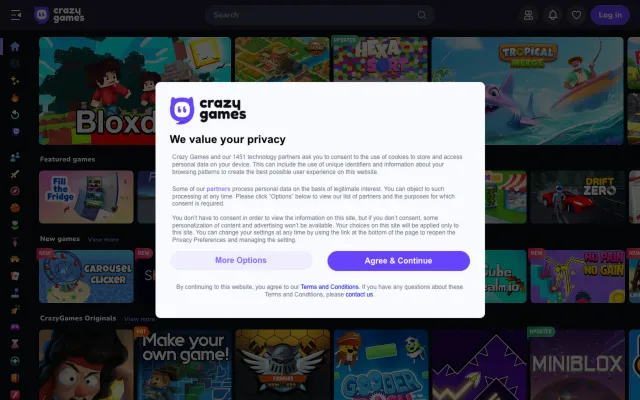 crazy games
Search
Log in
UPDATED
Bloxd
HEXA SORT
TROPICAL MERGE
crazy games
We value your privacy
Crazy Games and our 1451 technology partners ask you to consent to the use of cookies to store and access
personal data on your device. This can include the use of unique identifiers and information about your
browsing patterns to create the best possible user experience on this website.
Some of our partners process personal data on the basis of legitimate interest. You can object to such
processing at any time. Please click "Options" below to view our list of partners and the purposes for which
consent is required.
You don't have to consent in order to view the information on this site, but if you don't consent, some
personalization of content and advertising won't be available. Your choices on this site will be applied only to
this site. You can change your settings at any time by using the link at the bottom of the page to reopen the
Privacy Preferences and managing the setting.
More Options
Agree & Continue
By continuing to this website, you agree to our Terms and Conditions. If you have any questions about these
Terms and Conditions, please contact us.
Featured games
Fill the Fridge
DRIFT ZERO
New games
View more
NEW
CAROUSEL CLICKER
NEW
NEW
NO PAIN NO GAIN
CrazyGames Originals
View more
HOT
Make your own game!
GOOBER
UPDATED
MINIBLOX